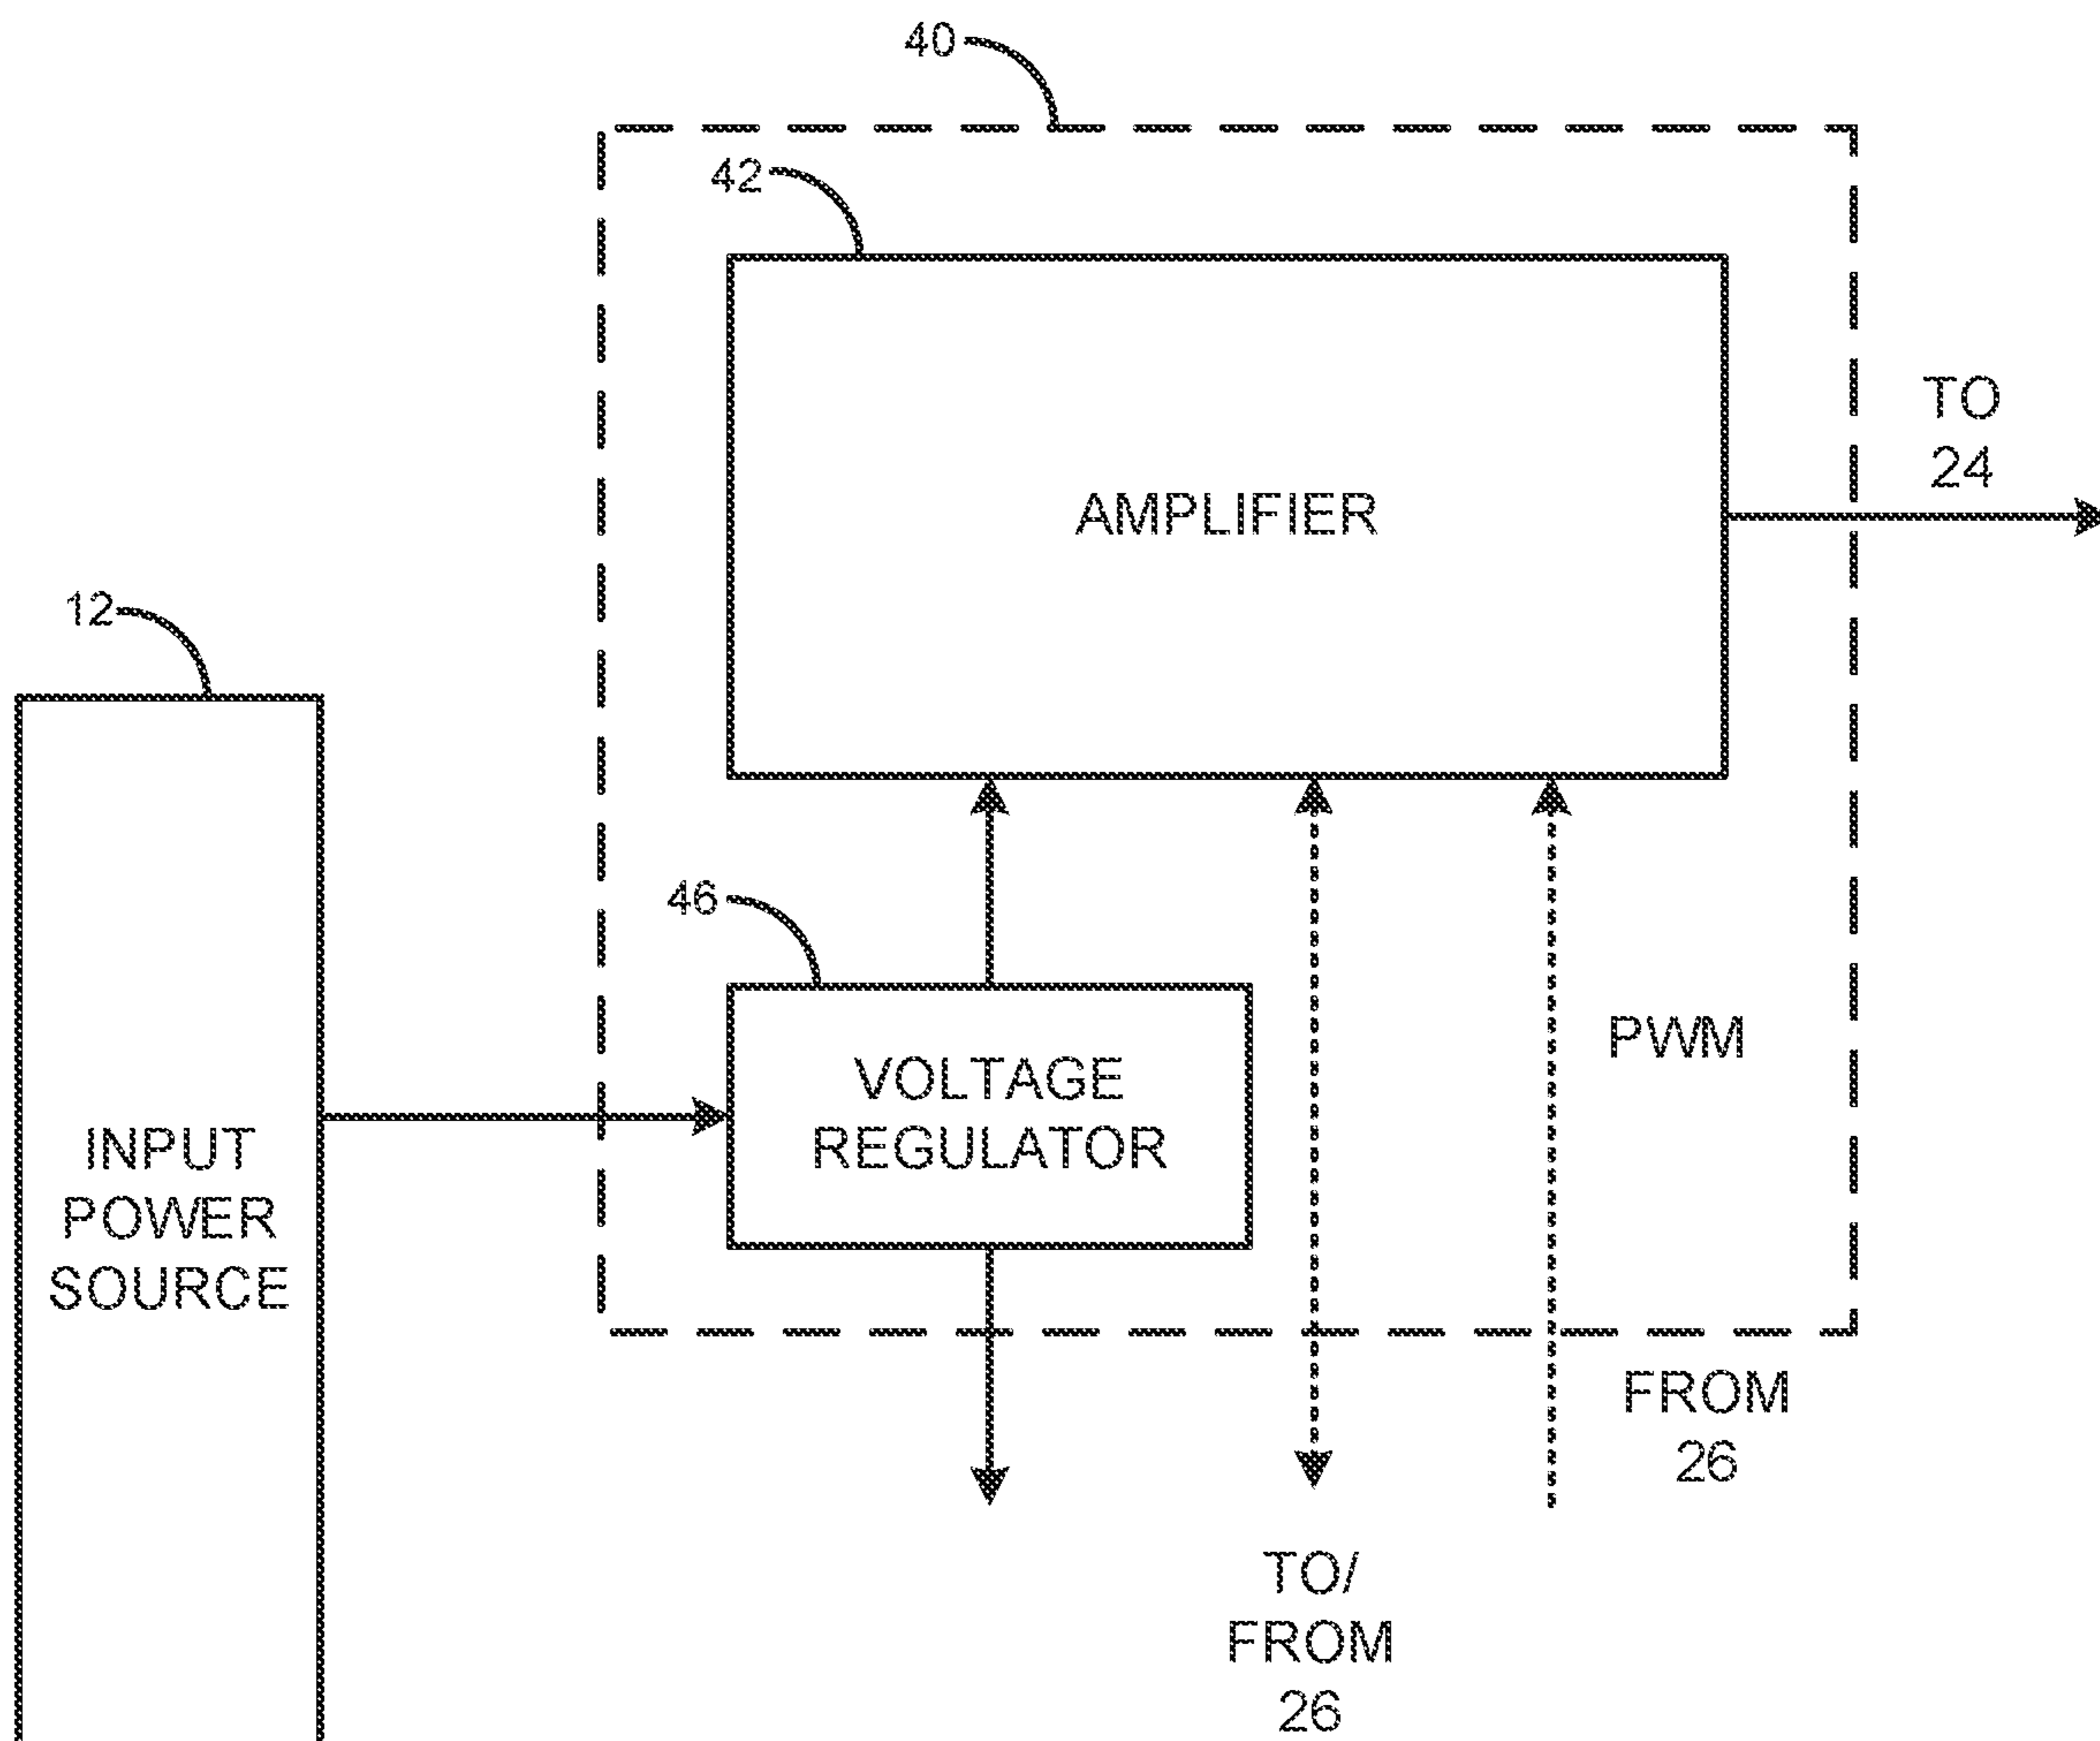 40
42
TO
24
AMPLIFIER
12
46
PWM
VOLTAGE
REGULATOR
INPUT
POWER
SOURCE
FROM
26
TO/
FROM
26